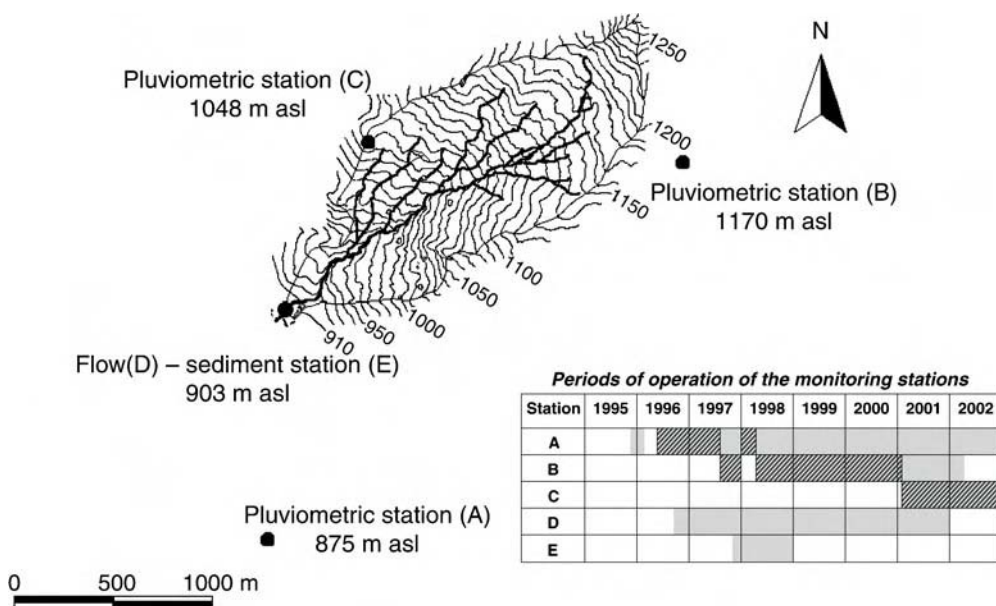 N
1250
Pluviometric station (C)
1048 m asl
1200
Pluviometric station (B)
1170 m asl
1150
1100
1050
1000
950
910
Flow(D) – sediment station (E)
903 m asl
Periods of operation of the monitoring stations
Station 1995 1996 1997 1998 1999 2000 2001 2002
A
B
C
D
E
Pluviometric station (A)
875 m asl
0 500 1000 m